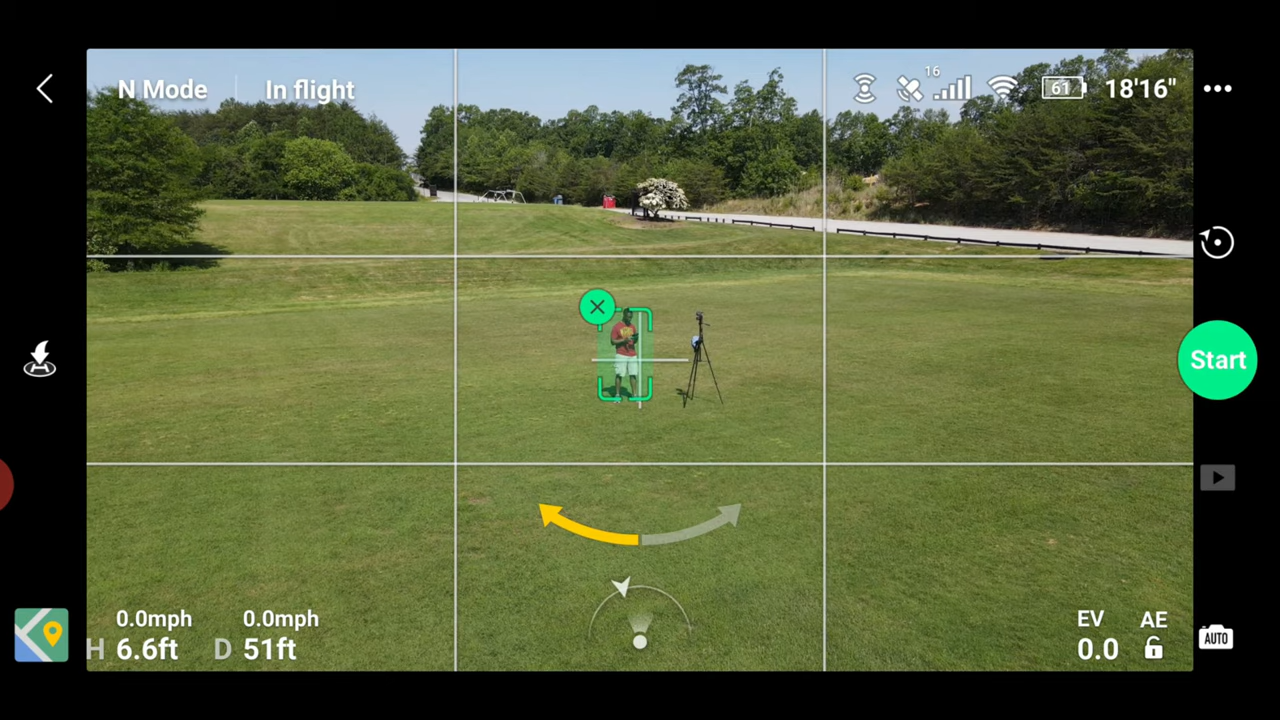 N Mode
In flight
16
61
18'16"
Start
0.0mph
0.0mph
H 6.6ft
D 51ft
EV
0.0
AE
AUTO